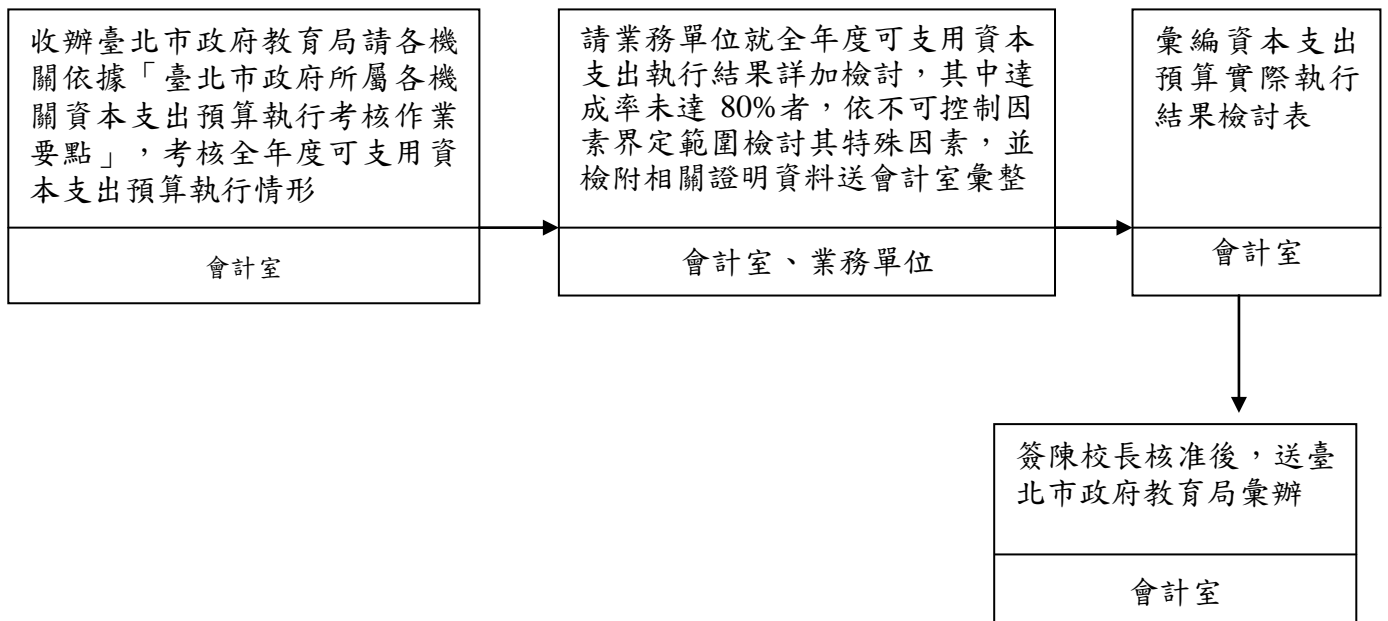 收辦臺北市政府教育局請各機
關依據「臺北市政府所屬各機
關資本支出預算執行考核作業
要點」，考核全年度可支用資
本支出預算執行情形
會計室
請業務單位就全年度可支用資本
支出執行結果詳加檢討，其中達
成率未達 80%者，依不可控制因
素界定範圍檢討其特殊因素，並
檢附相關證明資料送會計室彙整
會計室、業務單位
彙編資本支出
預算實際執行
結果檢討表
會計室
簽陳校長核准後，送臺
北市政府教育局彙辦
會計室